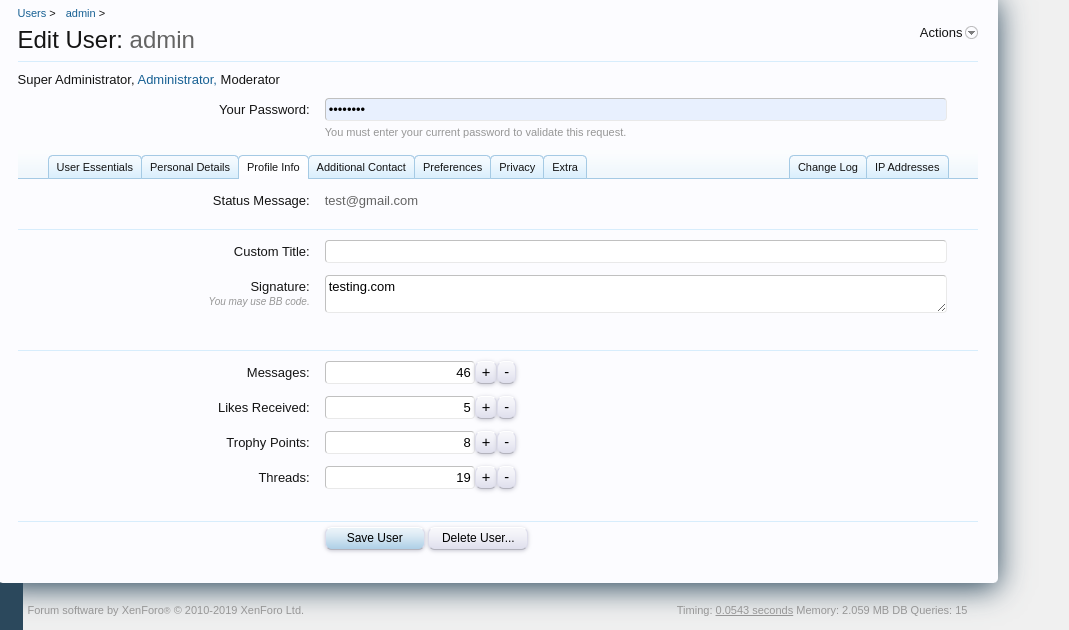 Users > admin >
Edit User: admin
Actions
Super Administrator, Administrator, Moderator
Your Password: ••••••••
You must enter your current password to validate this request.
User Essentials Personal Details Profile Info Additional Contact Preferences Privacy Extra Change Log IP Addresses
Status Message: test@gmail.com
Custom Title:
Signature: testing.com
You may use BB code.
Messages: 46 + -
Likes Received: 5 + -
Trophy Points: 8 + -
Threads: 19 + -
Save User Delete User...
Forum software by XenForo® © 2010-2019 XenForo Ltd. Timing: 0.0543 seconds Memory: 2.059 MB DB Queries: 15